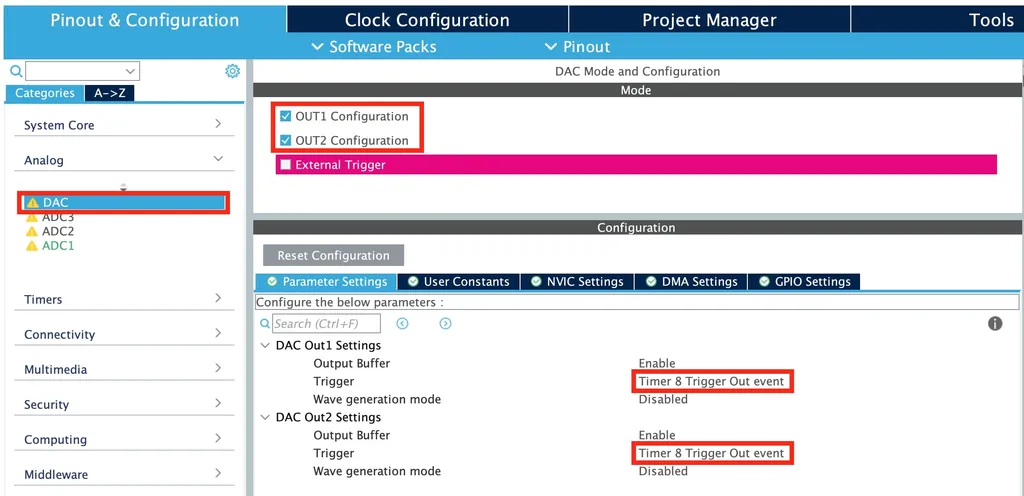 Pinout & Configuration
Clock Configuration
Project Manager
Tools
Software Packs
Pinout
Categories
A->Z
System Core
Analog
DAC
ADC3
ADC2
ADC1
Timers
Connectivity
Multimedia
Security
Computing
Middleware
DAC Mode and Configuration
Mode
OUT1 Configuration
OUT2 Configuration
External Trigger
Configuration
Reset Configuration
Parameter Settings
User Constants
NVIC Settings
DMA Settings
GPIO Settings
Configure the below parameters :
Search (Ctrl+F)
DAC Out1 Settings
Output Buffer Enable
Trigger Timer 8 Trigger Out event
Wave generation mode Disabled
DAC Out2 Settings
Output Buffer Enable
Trigger Timer 8 Trigger Out event
Wave generation mode Disabled